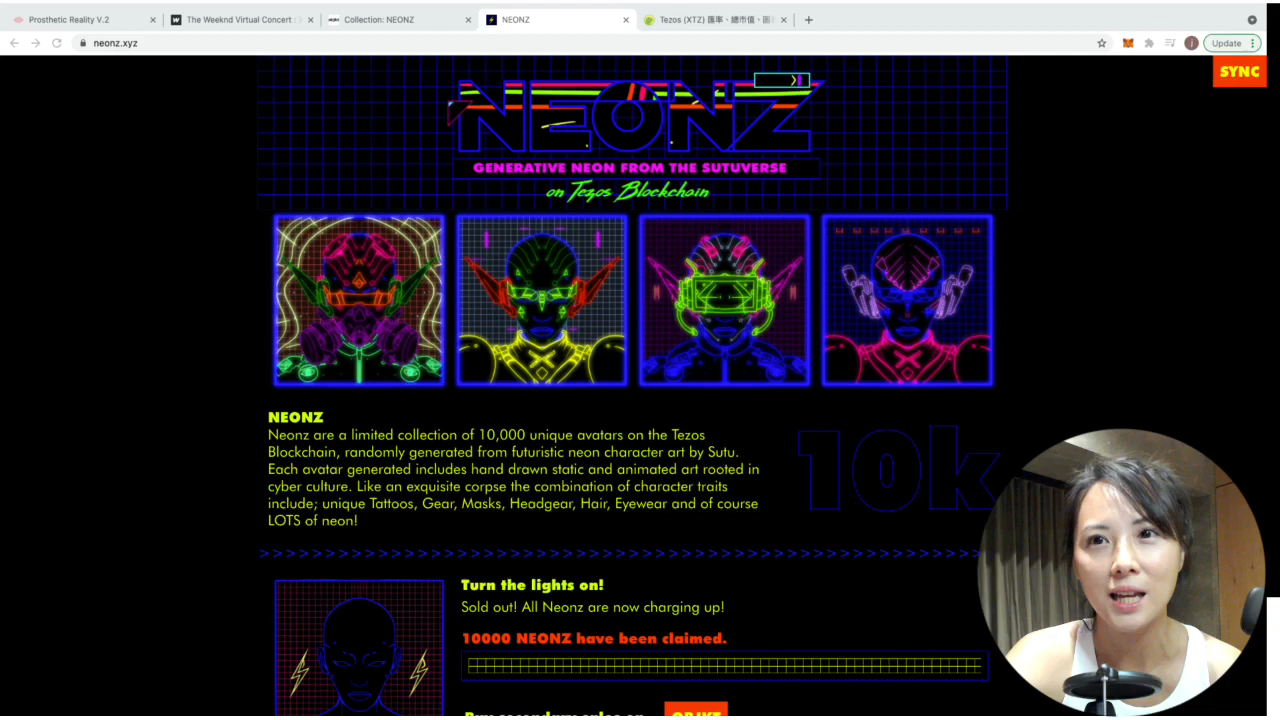 Prosthetic Reality V.2
The Weeknd Virtual Concert :
Collection: NEONZ
NEONZ
Tezos (XTZ) 匯率、總市值、
neonz.xyz
Update
SYNC
NEONZ
GENERATIVE NEON FROM THE SUTUVERSE
on Tezos Blockchain
NEONZ
Neonz are a limited collection of 10,000 unique avatars on the Tezos
Blockchain, randomly generated from futuristic neon character art by Sutu.
Each avatar generated includes hand drawn static and animated art rooted in
cyber culture. Like an exquisite corpse the combination of character traits
include; unique Tattoos, Gear, Masks, Headgear, Hair, Eyewear and of course
LOTS of neon!
10k
>>>>>>>>>>>>>>>>>>>>>>>>>>>>>>>>>>>>>>>>>>>>>>>>>>>>>
Turn the lights on!
Sold out! All Neonz are now charging up!
10000 NEONZ have been claimed.
Buy secondary sales on OBJKT